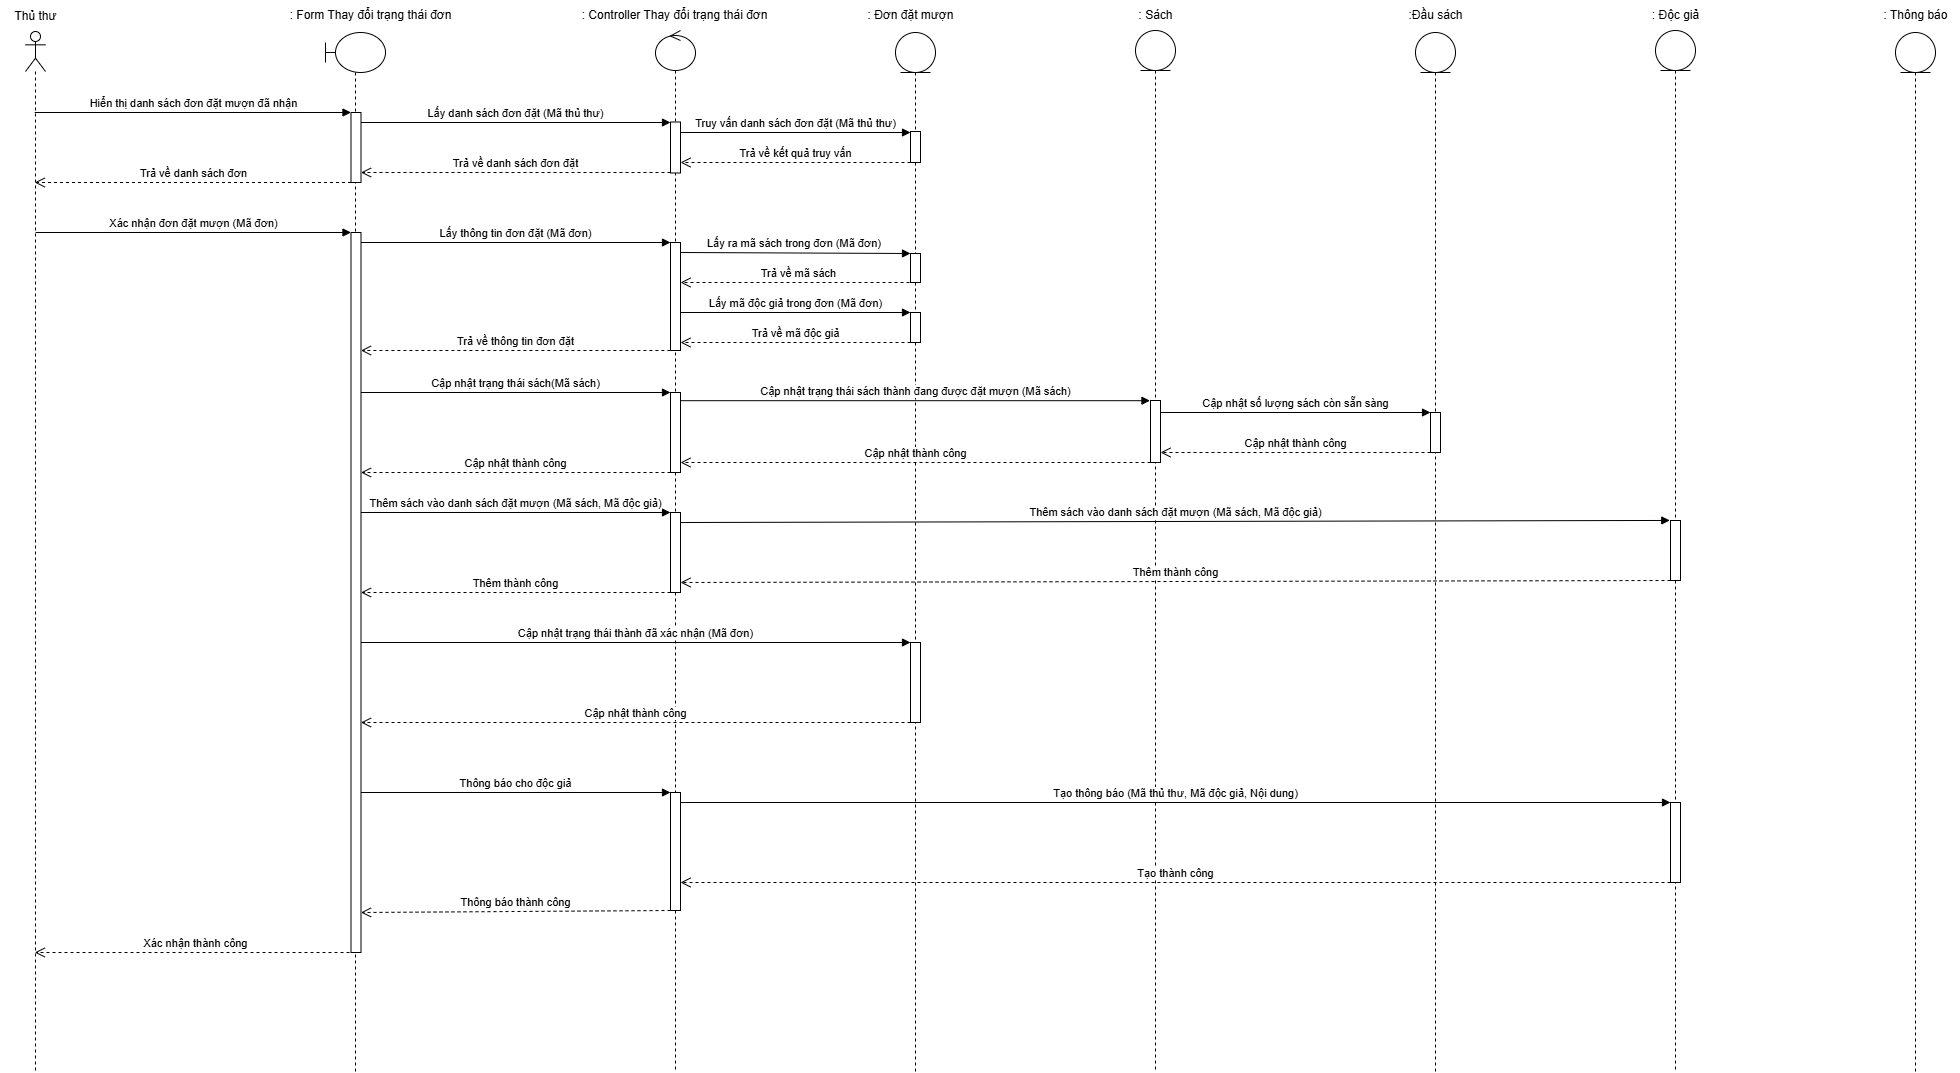 Thủ thư
: Form Thay đổi trạng thái đơn
: Controller Thay đổi trạng thái đơn
: Đơn đặt mượn
: Sách
:Đầu sách
: Độc giả
: Thông báo
Hiển thị danh sách đơn đặt mượn đã nhận
Lấy danh sách đơn đặt (Mã thủ thư)
Truy vấn danh sách đơn đặt (Mã thủ thư)
Trả về kết quả truy vấn
Trả về danh sách đơn đặt
Trả về danh sách đơn
Xác nhận đơn đặt mượn (Mã đơn)
Lấy thông tin đơn đặt (Mã đơn)
Lấy ra mã sách trong đơn (Mã đơn)
Trả về mã sách
Lấy mã độc giả trong đơn (Mã đơn)
Trả về mã độc giả
Trả về thông tin đơn đặt
Cập nhật trạng thái sách(Mã sách)
Cập nhật trạng thái sách thành đang được đặt mượn (Mã sách)
Cập nhật số lượng sách còn sẵn sàng
Cập nhật thành công
Cập nhật thành công
Cập nhật thành công
Thêm sách vào danh sách đặt mượn (Mã sách, Mã độc giả)
Thêm sách vào danh sách đặt mượn (Mã sách, Mã độc giả)
Thêm thành công
Thêm thành công
Cập nhật trạng thái thành đã xác nhận (Mã đơn)
Cập nhật thành công
Thông báo cho độc giả
Tạo thông báo (Mã thủ thư, Mã độc giả, Nội dung)
Tạo thành công
Thông báo thành công
Xác nhận thành công